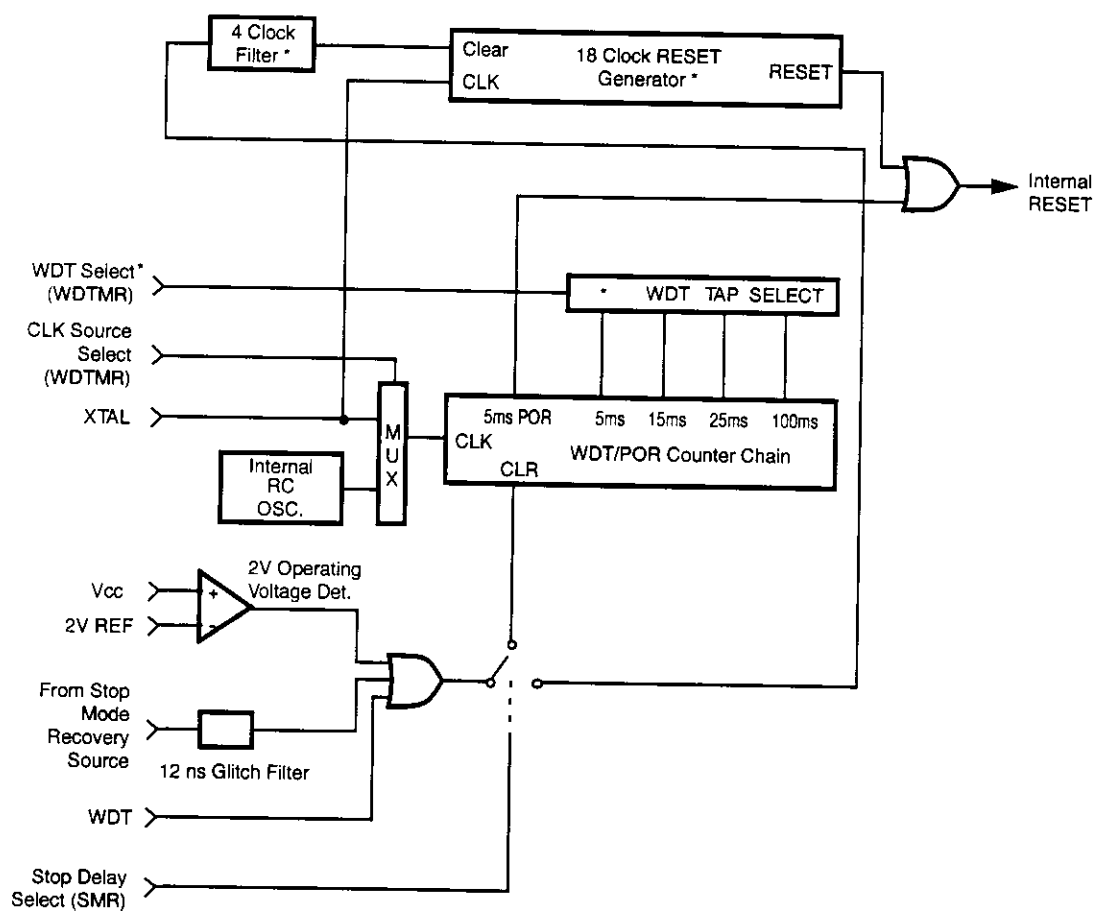 4 Clock
Filter *
Clear
CLK
18 Clock RESET
Generator *
RESET
Internal
RESET
WDT Select *
(WDTMR)
* WDT TAP SELECT
CLK Source
Select
(WDTMR)
XTAL
MUX
5ms POR 5ms 15ms 25ms 100ms
CLK
WDT/POR Counter Chain
CLR
Internal
RC
OSC.
2V Operating
Voltage Det.
Vcc
+
2V REF
-
From Stop
Mode
Recovery
Source
12 ns Glitch Filter
WDT
Stop Delay
Select (SMR)